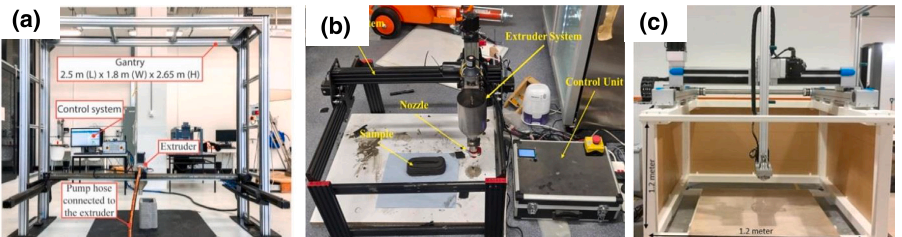 (a)
Gantry
2.5 m (L) x 1.8 m (W) x 2.65 m (H)
Control system
Extruder
Pump hose
connected to
the extruder
(b)
Extruder System
Control Unit
Nozzle
Sample
(c)
1.2 meter
1.2 meter